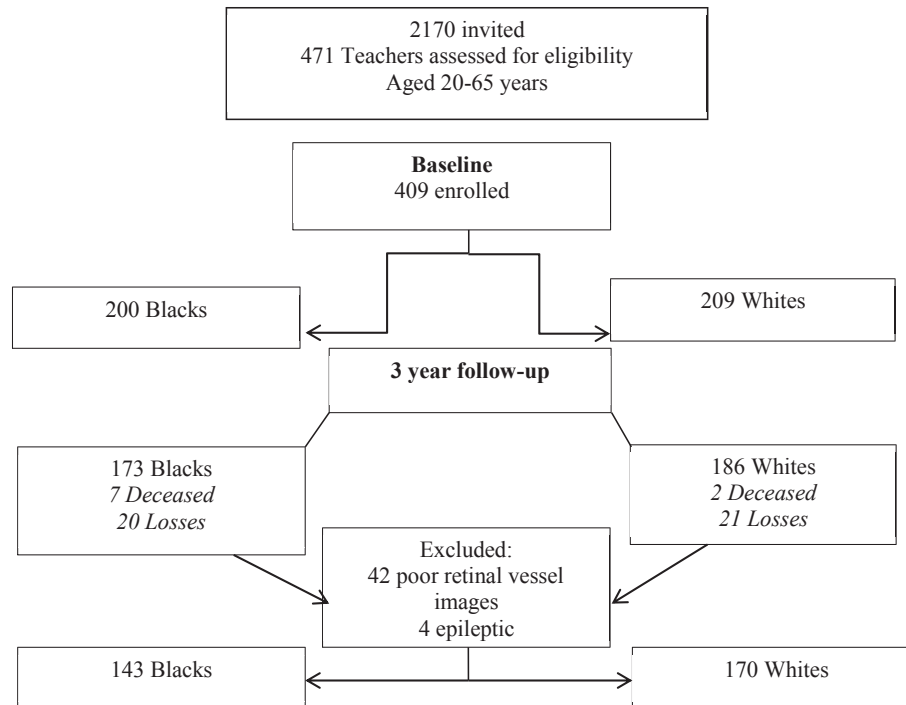 2170 invited
471 Teachers assessed for eligibility
Aged 20-65 years
Baseline
409 enrolled
200 Blacks
209 Whites
3 year follow-up
173 Blacks
7 Deceased
20 Losses
186 Whites
2 Deceased
21 Losses
Excluded:
42 poor retinal vessel
images
4 epileptic
143 Blacks
170 Whites